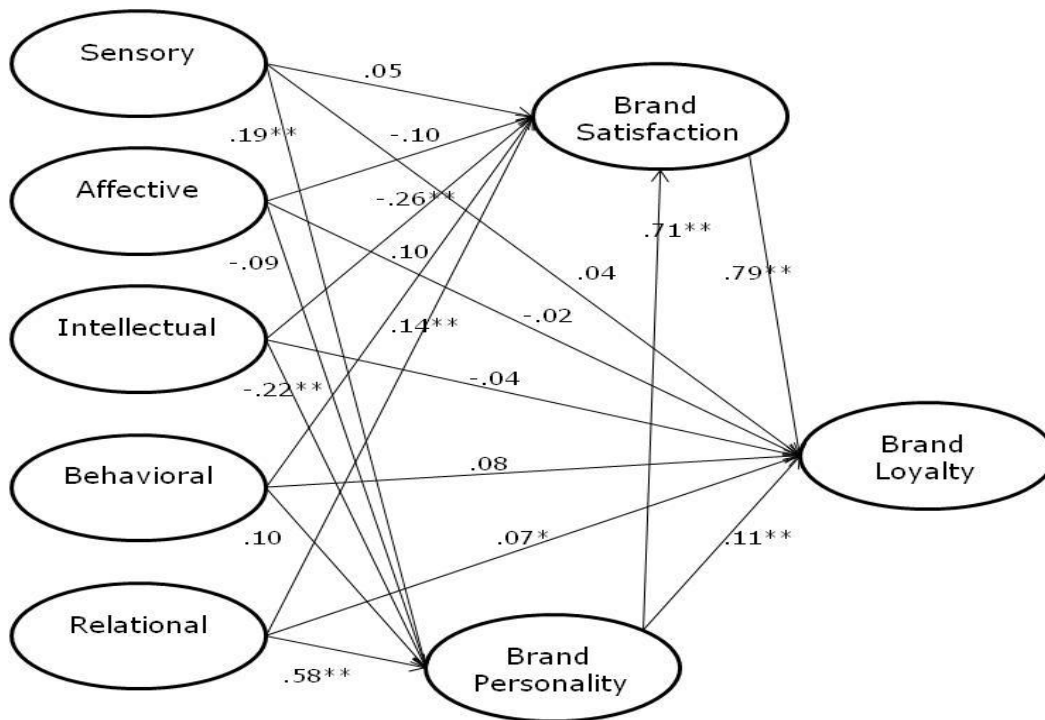 Sensory
.05
Brand
Satisfaction
.19**
-.10
Affective
-.26**
.71**
.10
-.09
.04
.79**
-.02
Intellectual
.14**
-.04
-.22**
Brand
Loyalty
Behavioral
.08
.10
.07*
.11**
Relational
Brand
Personality
.58**